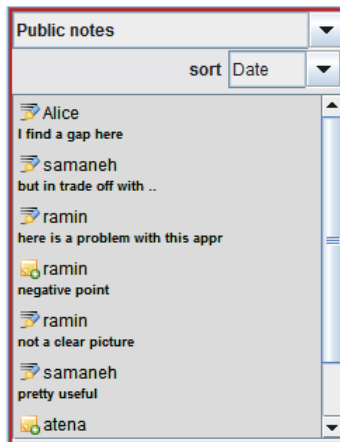 Public notes
sort Date
Alice
I find a gap here
samaneh
but in trade off with ..
ramin
here is a problem with this appr
ramin
negative point
ramin
not a clear picture
samaneh
pretty useful
atena